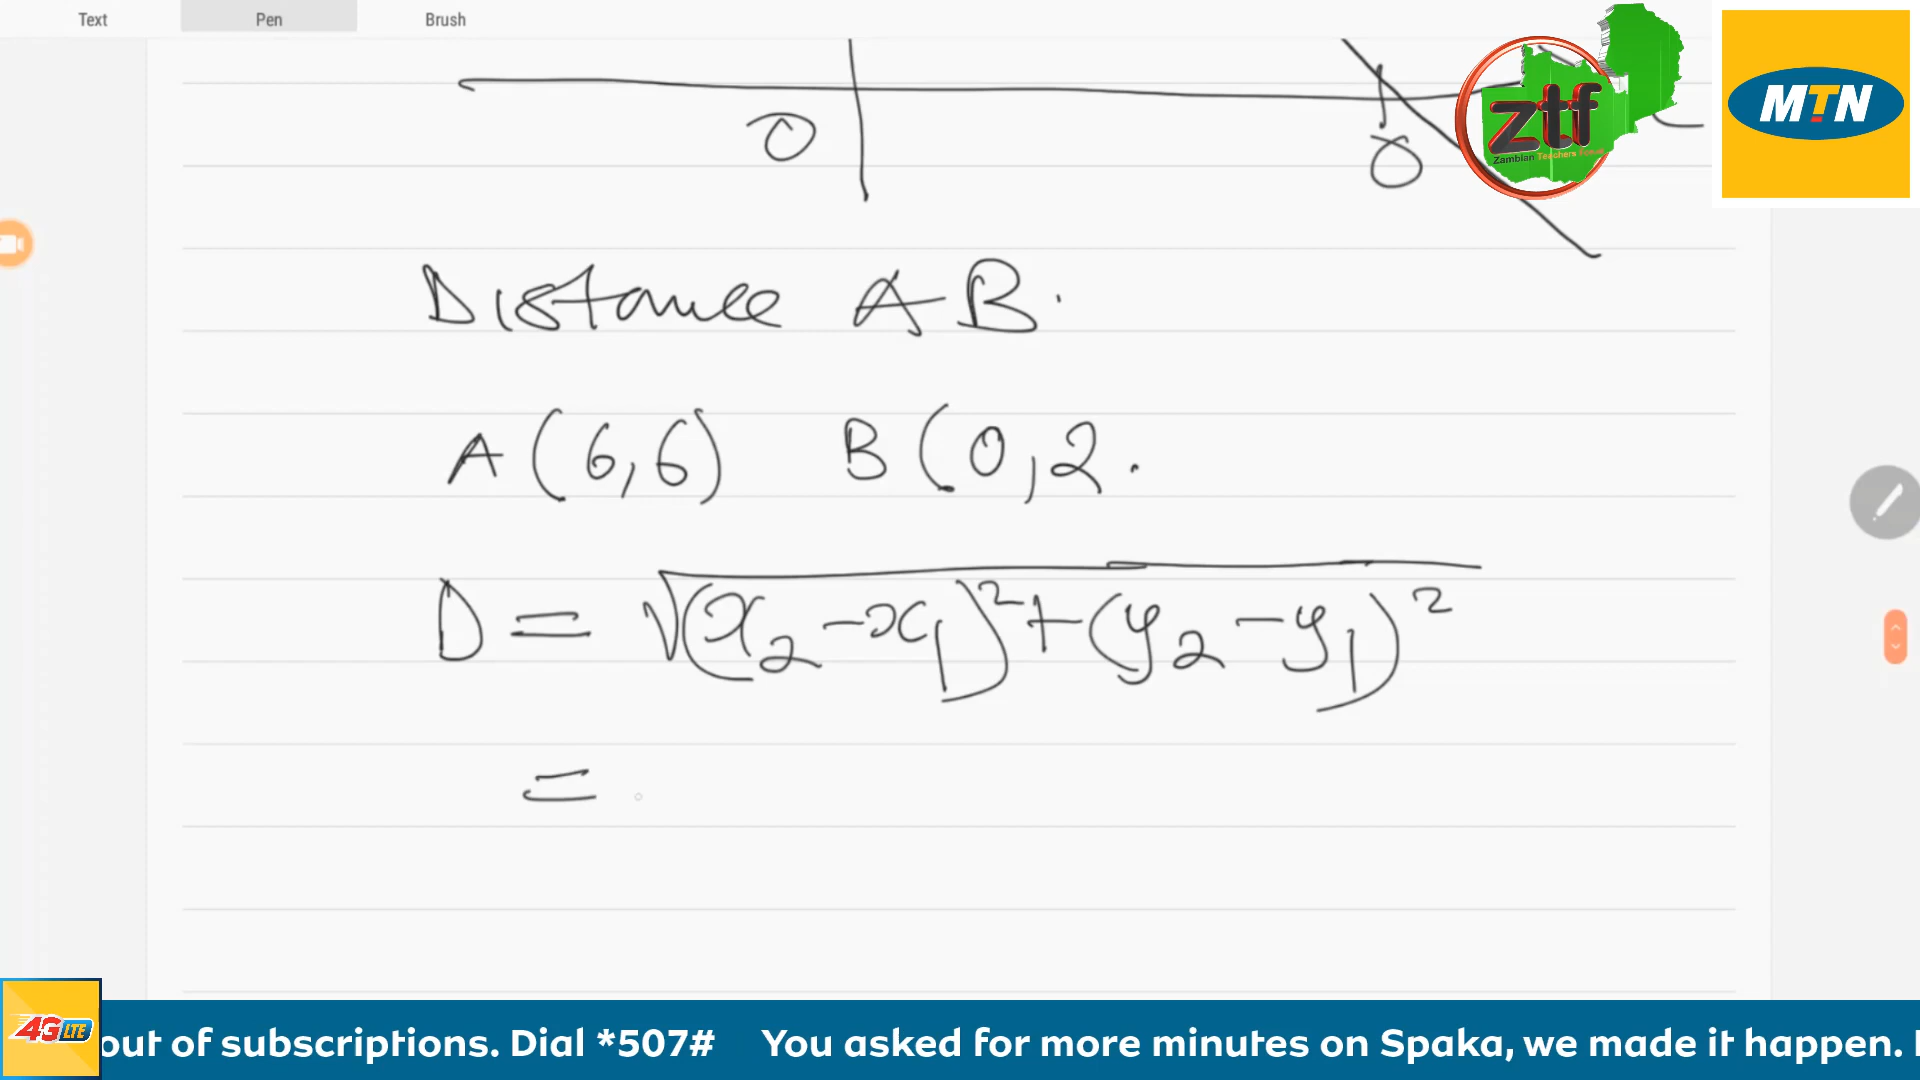 Text Pen Brush
ztf
Zambian Teachers Forum
MTN
0 8
Distance AB.
A(6,6) B(0,2.
D = √(x₂-x₁)²+(y₂-y₁)²
=
4G LTE
out of subscriptions. Dial *507# You asked for more minutes on Spaka, we made it happen.